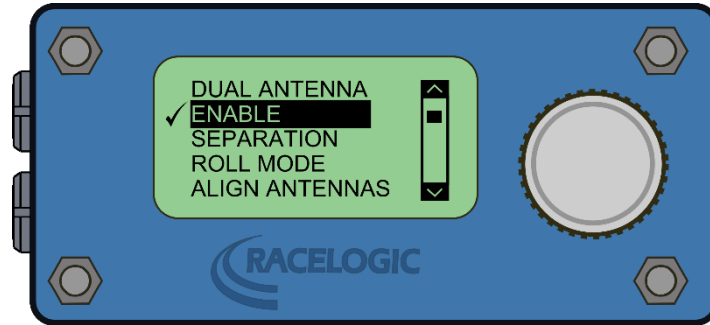 DUAL ANTENNA
ENABLE
SEPARATION
ROLL MODE
ALIGN ANTENNAS
RACELOGIC